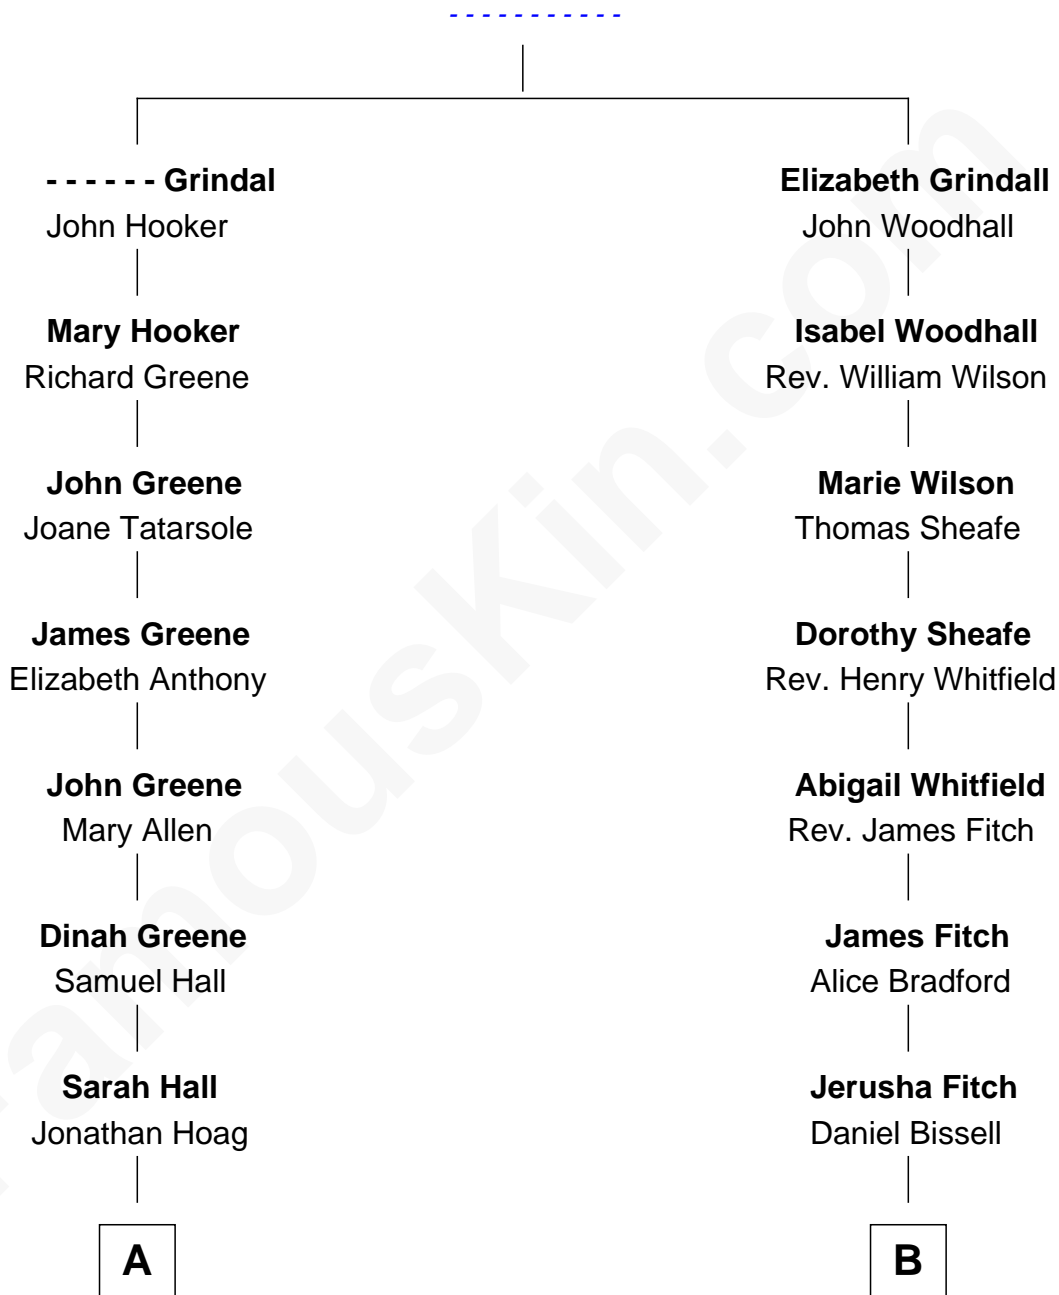 - - - - - - - - - - -
- - - - - - Grindal
John Hooker
Mary Hooker
Richard Greene
John Greene
Joane Tatarsole
James Greene
Elizabeth Anthony
John Greene
Mary Allen
Dinah Greene
Samuel Hall
Sarah Hall
Jonathan Hoag
A
Elizabeth Grindall
John Woodhall
Isabel Woodhall
Rev. William Wilson
Marie Wilson
Thomas Sheafe
Dorothy Sheafe
Rev. Henry Whitfield
Abigail Whitfield
Rev. James Fitch
James Fitch
Alice Bradford
Jerusha Fitch
Daniel Bissell
B
FamousKin.com